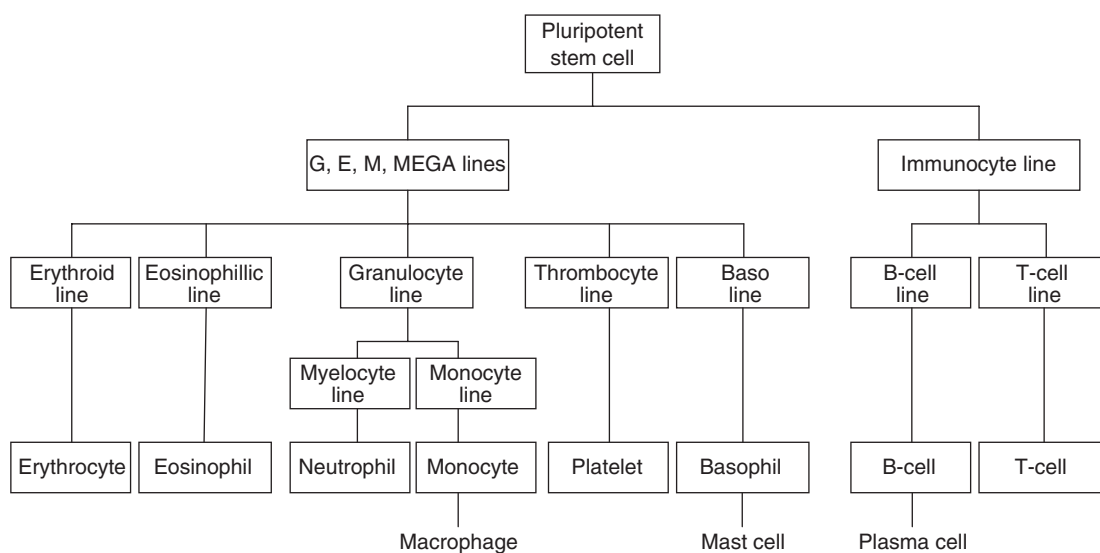 Pluripotent
stem cell
G, E, M, MEGA lines
Immunocyte line
Erythroid
line
Eosinophillic
line
Granulocyte
line
Thrombocyte
line
Baso
line
B-cell
line
T-cell
line
Myelocyte
line
Monocyte
line
Erythrocyte
Eosinophil
Neutrophil
Monocyte
Platelet
Basophil
B-cell
T-cell
Macrophage
Mast cell
Plasma cell